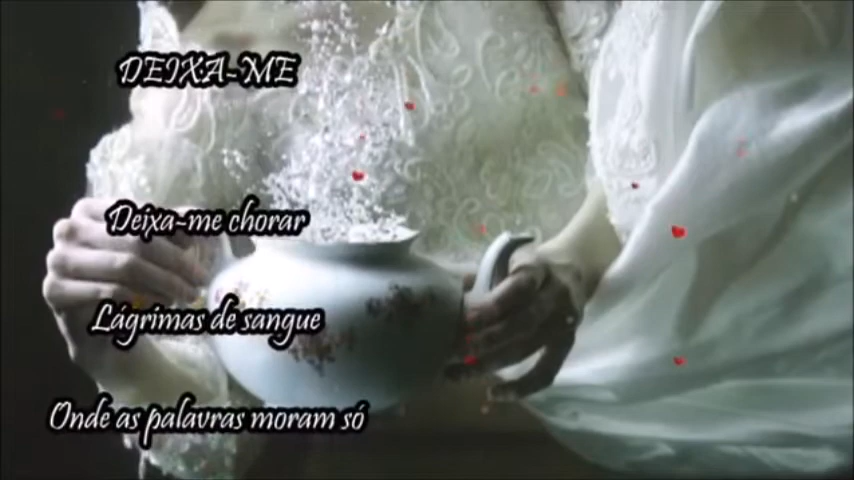 DEIXA-ME
Deixa-me chorar
Lágrimas de sangue
Onde as palavras moram só